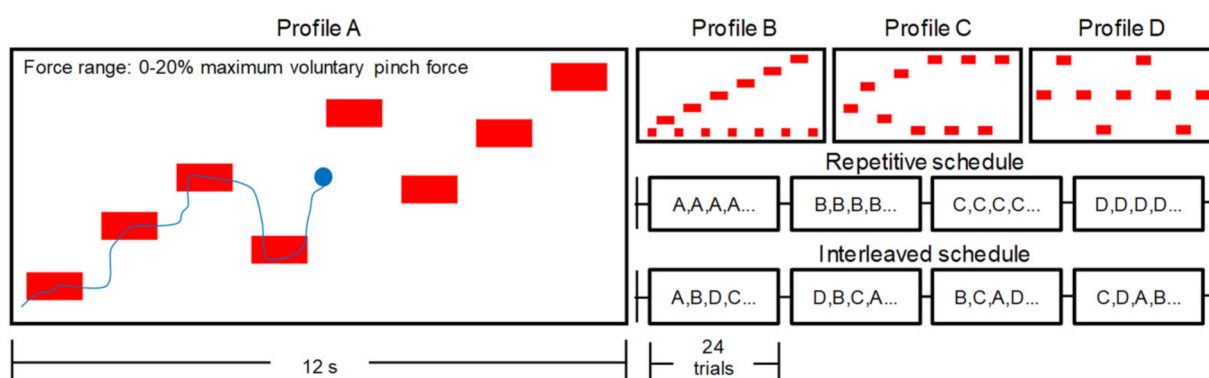 Profile A
Profile B
Profile C
Profile D
Force range: 0-20% maximum voluntary pinch force
Repetitive schedule
A,A,A,A...
B,B,B,B...
C,C,C,C...
D,D,D,D...
Interleaved schedule
A,B,D,C...
D,B,C,A...
B,C,A,D...
C,D,A,B...
12 s
24
trials